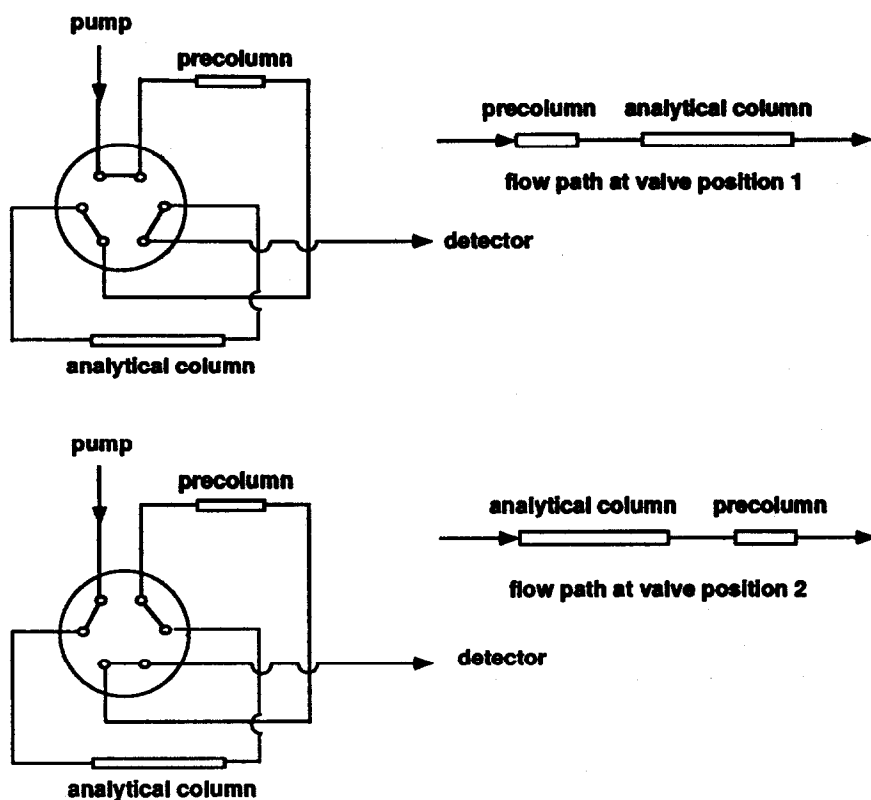 pump
precolumn
precolumn analytical column
flow path at valve position 1
detector
analytical column
pump
precolumn
analytical column precolumn
flow path at valve position 2
detector
analytical column